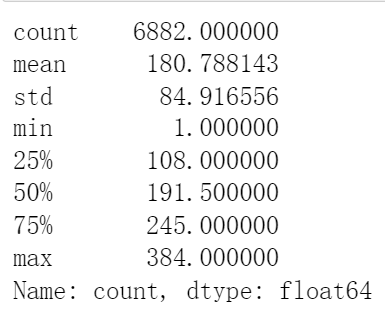 count    6882.000000
mean      180.788143
std        84.916556
min         1.000000
25%       108.000000
50%       191.500000
75%       245.000000
max       384.000000
Name: count, dtype: float64